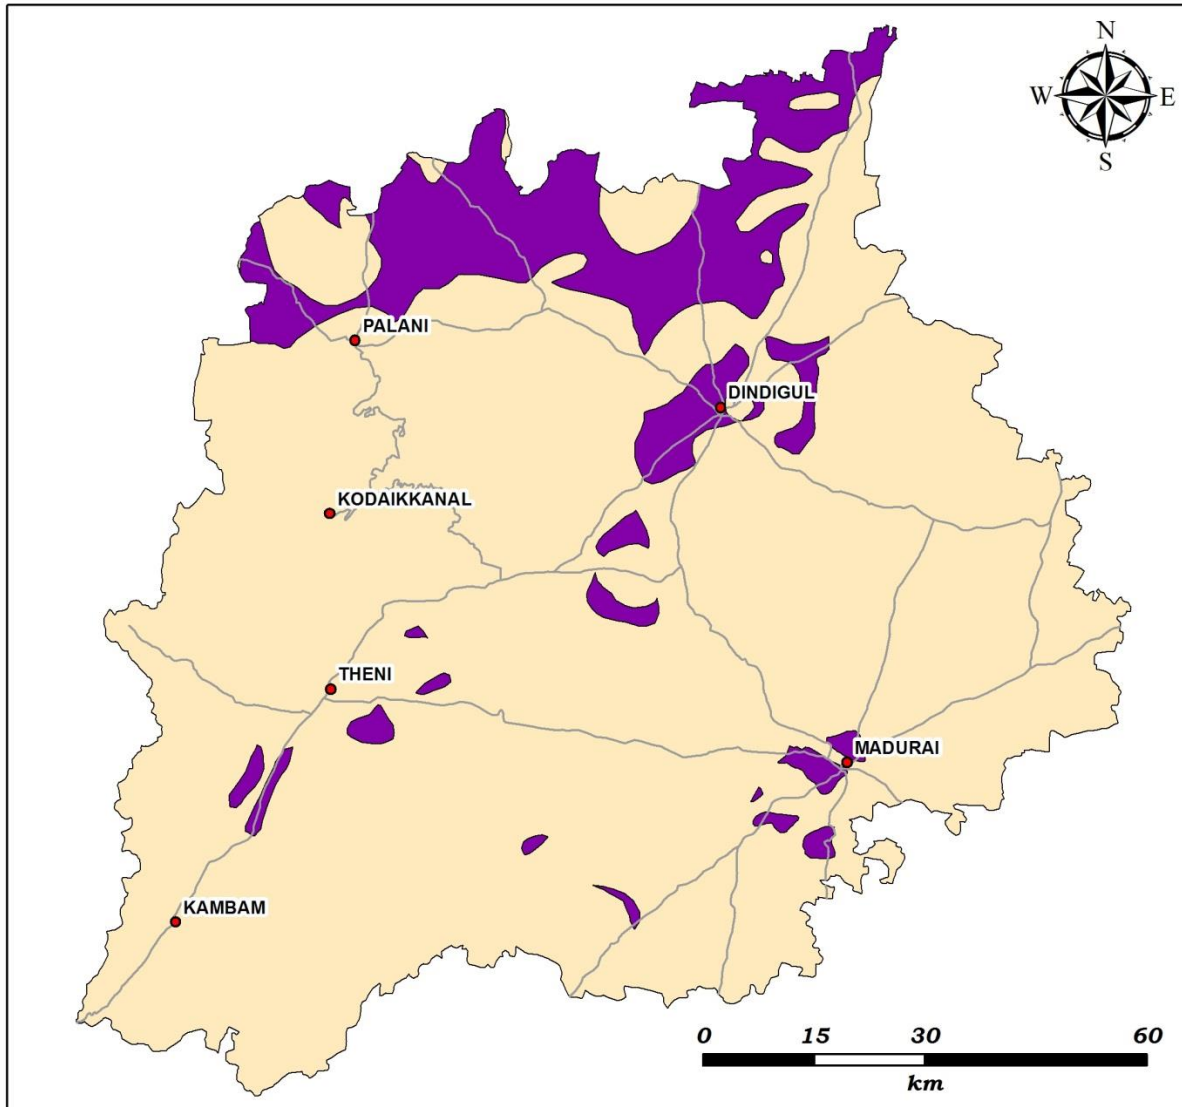 N
W E
S
PALANI
DINDIGUL
KODAIKKANAL
THENI
MADURAI
KAMBAM
0 15 30 60
km